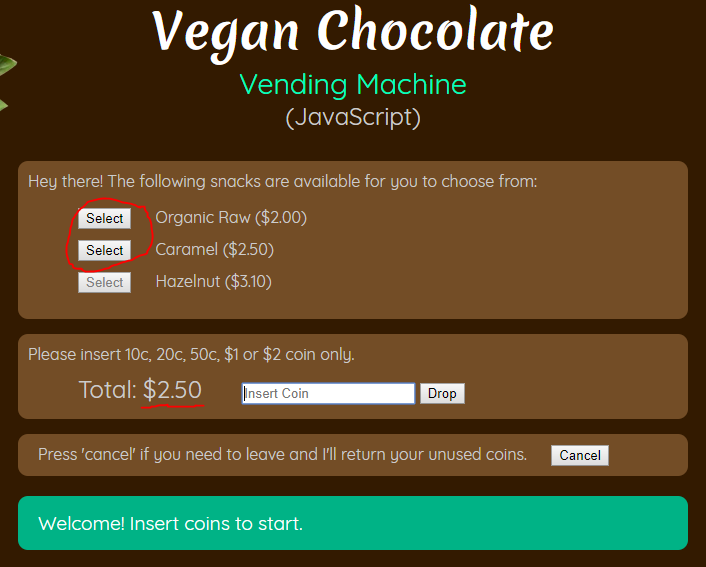 Vegan Chocolate
Vending Machine
(JavaScript)
Hey there! The following snacks are available for you to choose from:
Select Organic Raw ($2.00)
Select Caramel ($2.50)
Select Hazelnut ($3.10)
Please insert 10c, 20c, 50c, $1 or $2 coin only.
Total: $2.50 Insert Coin Drop
Press 'cancel' if you need to leave and I'll return your unused coins. Cancel
Welcome! Insert coins to start.